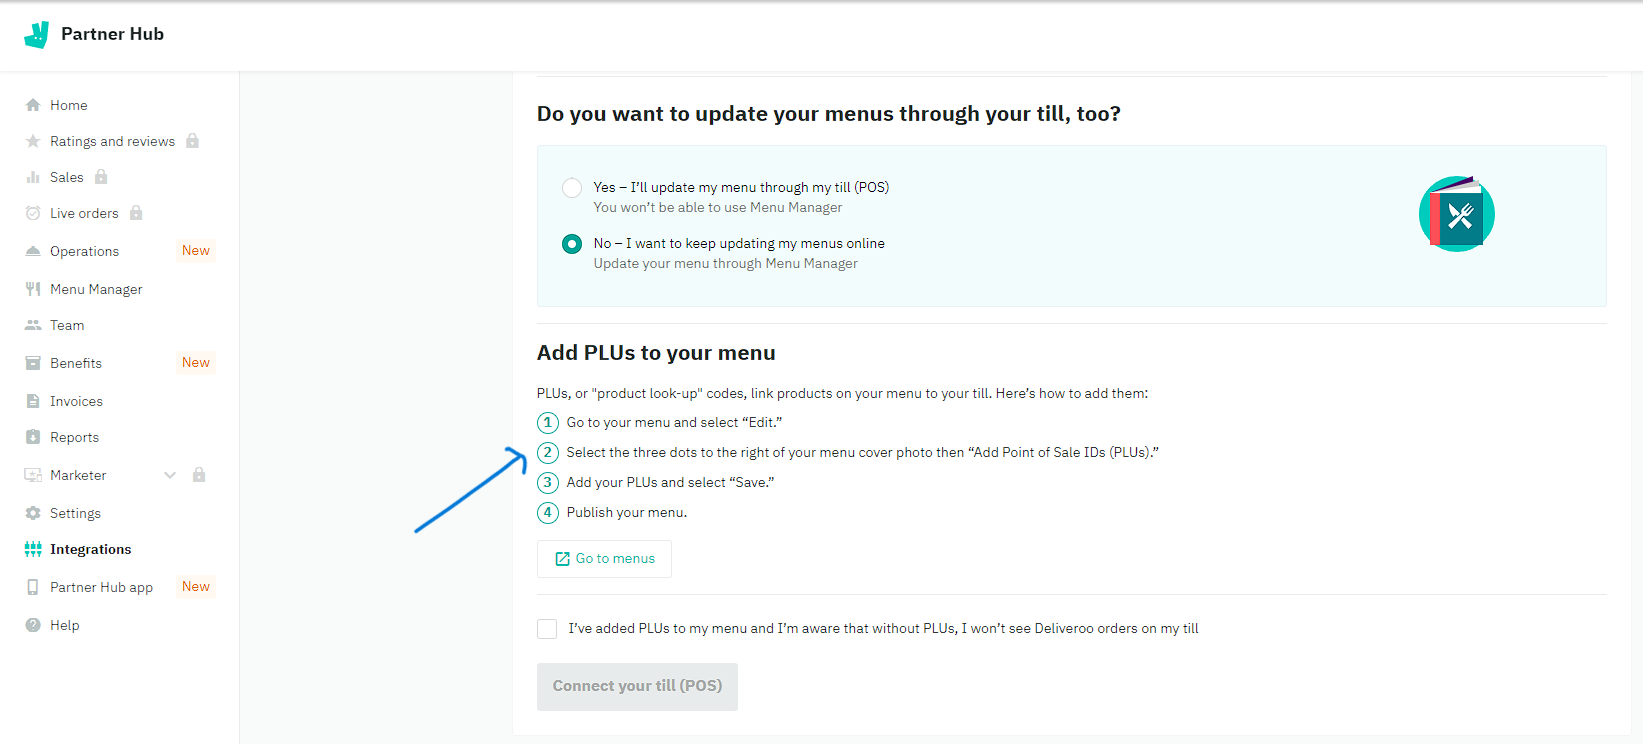 Partner Hub
Home
Ratings and reviews
Sales
Live orders
Operations New
Menu Manager
Team
Benefits New
Invoices
Reports
Marketer
Settings
Integrations
Partner Hub app New
Help
Do you want to update your menus through your till, too?
Yes – I’ll update my menu through my till (POS)
You won’t be able to use Menu Manager
No – I want to keep updating my menus online
Update your menu through Menu Manager
Add PLUs to your menu
PLUs, or "product look-up" codes, link products on your menu to your till. Here’s how to add them:
1 Go to your menu and select “Edit.”
2 Select the three dots to the right of your menu cover photo then “Add Point of Sale IDs (PLUs).”
3 Add your PLUs and select “Save.”
4 Publish your menu.
Go to menus
I’ve added PLUs to my menu and I’m aware that without PLUs, I won’t see Deliveroo orders on my till
Connect your till (POS)